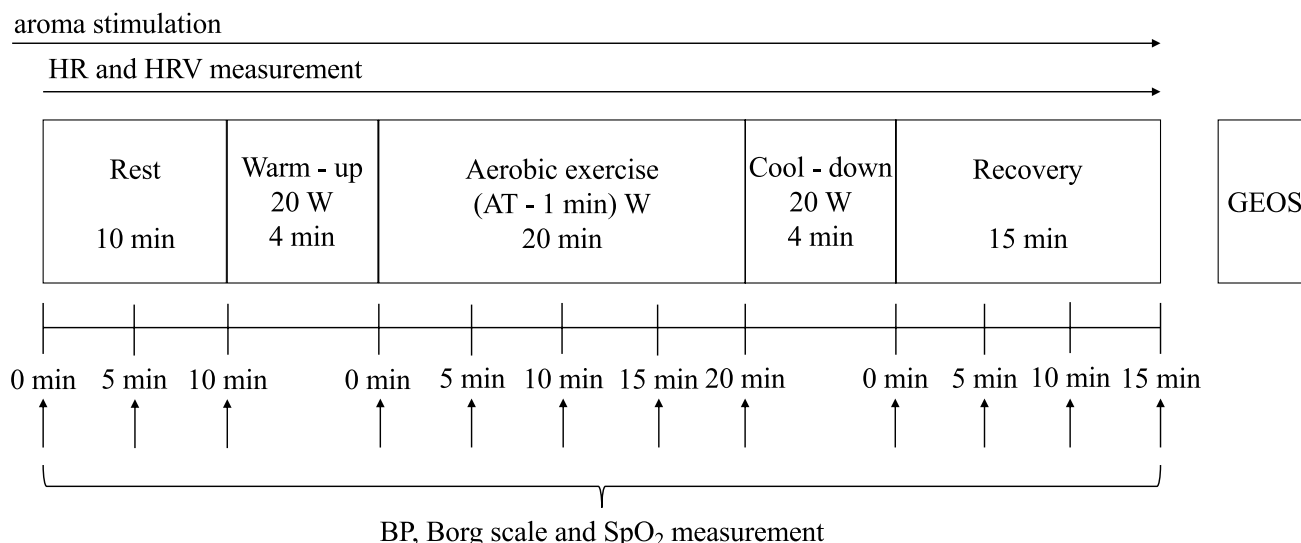 aroma stimulation
HR and HRV measurement
Rest
10 min
Warm - up
20 W
4 min
Aerobic exercise
(AT - 1 min) W
20 min
Cool - down
20 W
4 min
Recovery
15 min
GEOS
0 min 5 min 10 min 0 min 5 min 10 min 15 min 20 min 0 min 5 min 10 min 15 min
BP, Borg scale and SpO₂ measurement